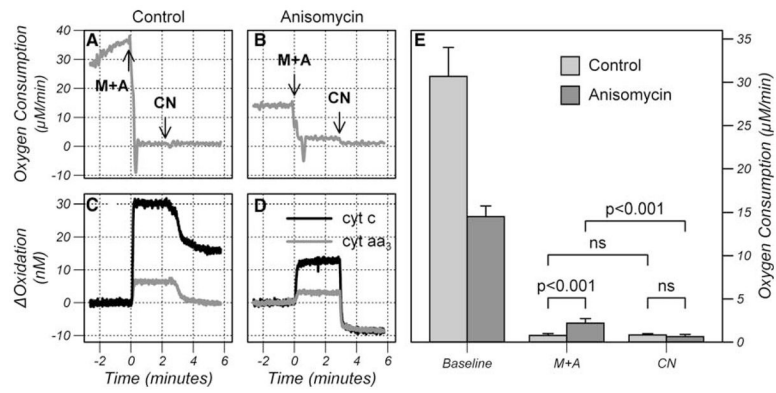 Control
Anisomycin
A
B
E
C
D
Oxygen Consumption
(μM/min)
40
30
20
10
0
-10
M+A
CN
M+A
CN
ΔOxidation
(nM)
30
20
10
0
-10
cyt c
cyt aa3
-2 0 2 4 6
-2 0 2 4 6
Time (minutes)
Time (minutes)
Control
Anisomycin
p<0.001
ns
p<0.001
ns
Baseline
M+A
CN
35
30
25
20
15
10
5
0
Oxygen Consumption (μM/min)